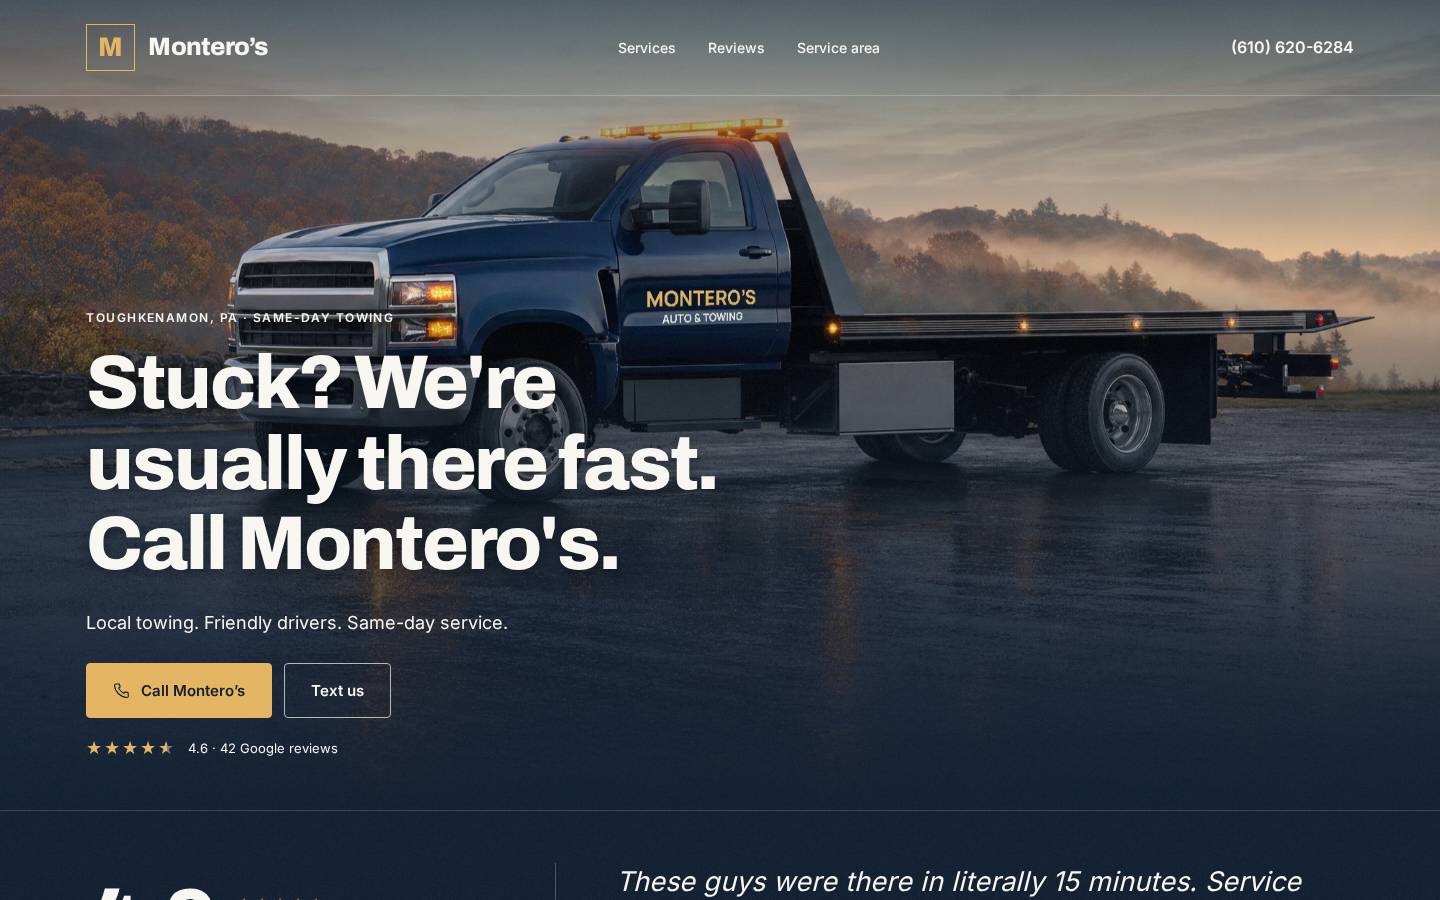 M Montero’s
Services Reviews Service area
(610) 620-6284
MONTERO'S
AUTO & TOWING
TOUGHKENAMON, PA · SAME-DAY TOWING
Stuck? We're
usually there fast.
Call Montero's.
Local towing. Friendly drivers. Same-day service.
Call Montero’s
Text us
★★★★★ 4.6 · 42 Google reviews
These guys were there in literally 15 minutes. Service